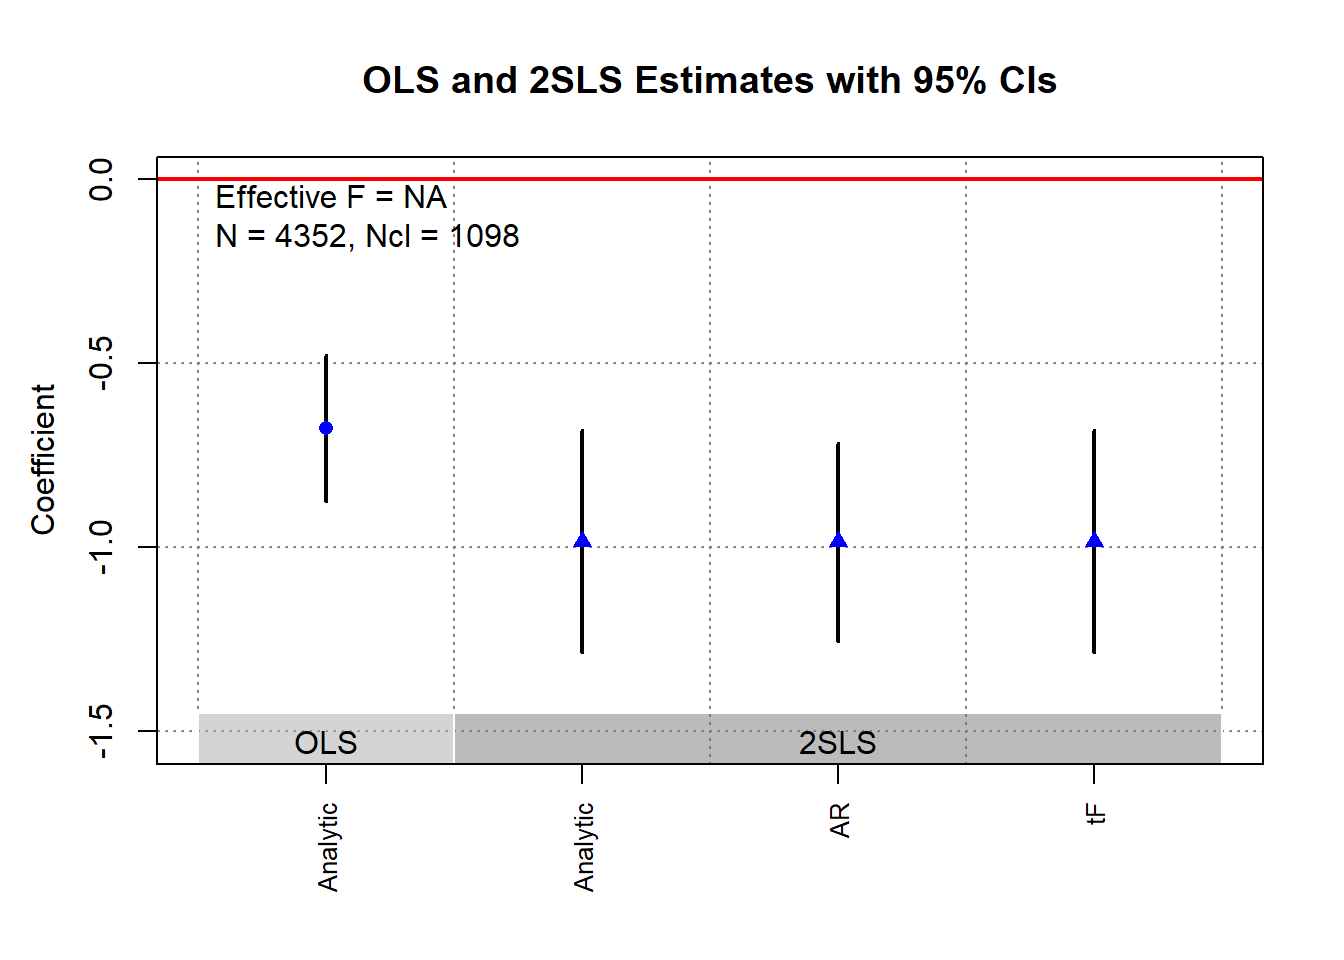 OLS and 2SLS Estimates with 95% CIs
Effective F = NA
N = 4352, Ncl = 1098
Coefficient
0.0
-0.5
-1.0
-1.5
OLS
2SLS
Analytic
Analytic
AR
tF